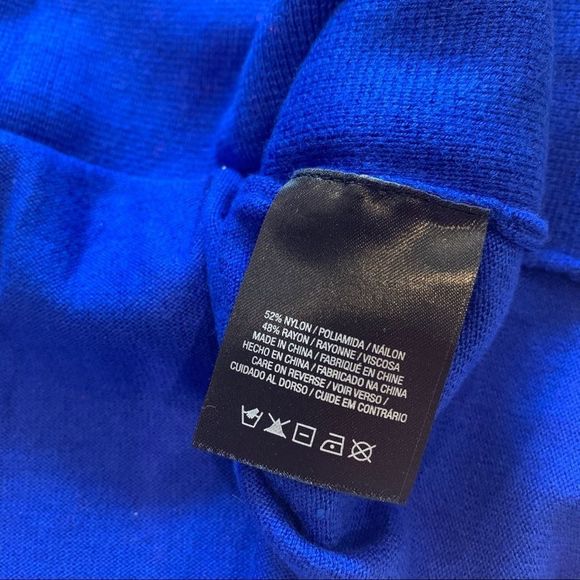 52% NYLON / POLIAMIDA / NÁILON
48% RAYON / RAYONNE / VISCOSA
MADE IN CHINA / FABRIQUÉ EN CHINE
HECHO EN CHINA / FABRICADO NA CHINA
CARE ON REVERSE / VOIR VERSO /
CUIDADO AL DORSO / CUIDE EM CONTRÁRIO